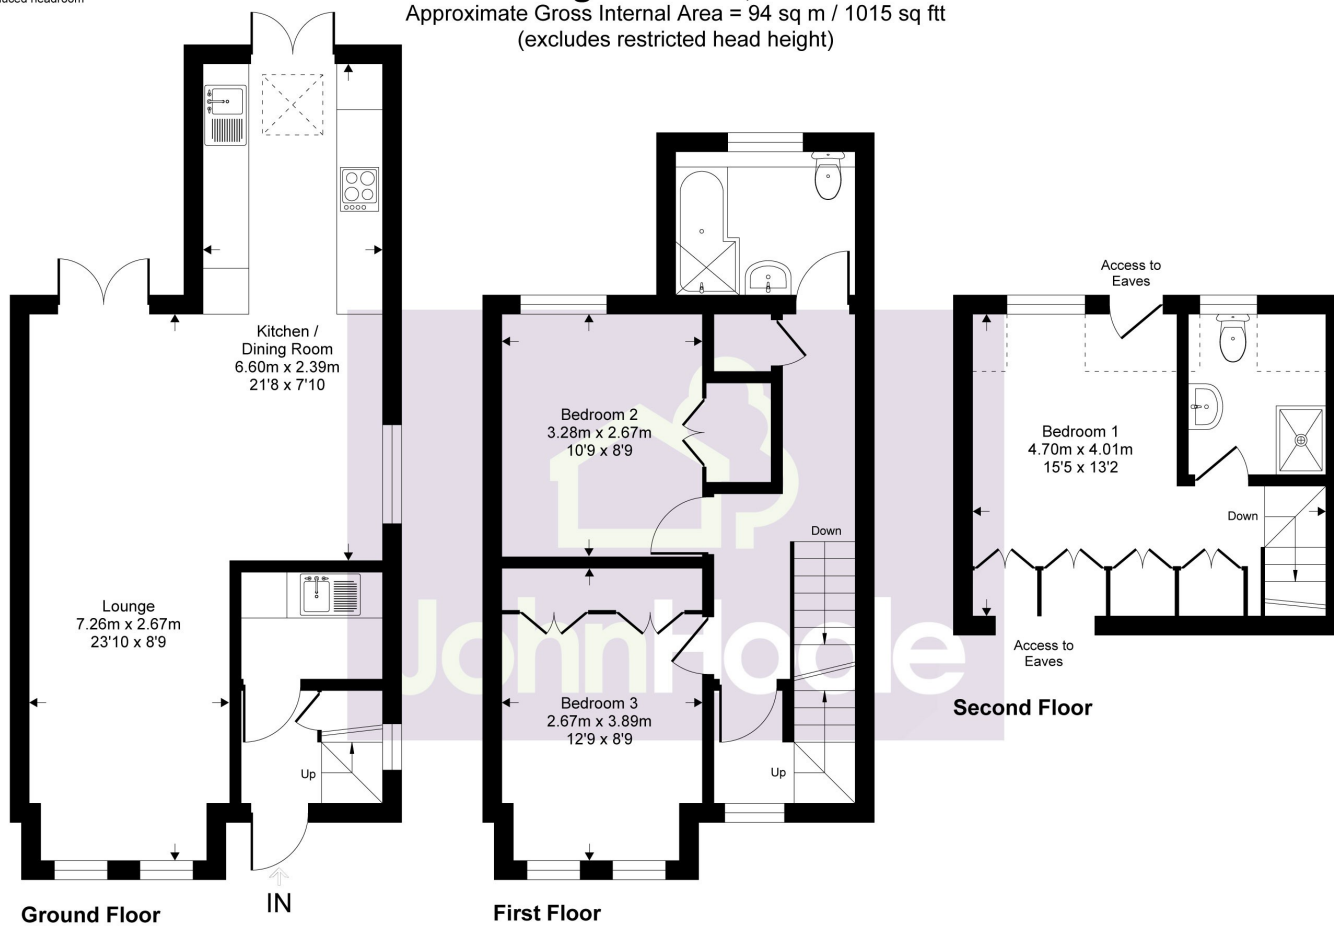 Approximate Gross Internal Area = 94 sq m / 1015 sq ftt
(excludes restricted head height)
Kitchen /
Dining Room
6.60m x 2.39m
21'8 x 7'10
Lounge
7.26m x 2.67m
23'10 x 8'9
Up
IN
Ground Floor
Bedroom 2
3.28m x 2.67m
10'9 x 8'9
Down
Bedroom 3
2.67m x 3.89m
12'9 x 8'9
Up
First Floor
Access to
Eaves
Bedroom 1
4.70m x 4.01m
15'5 x 13'2
Down
Access to
Eaves
Second Floor
JohnHoole